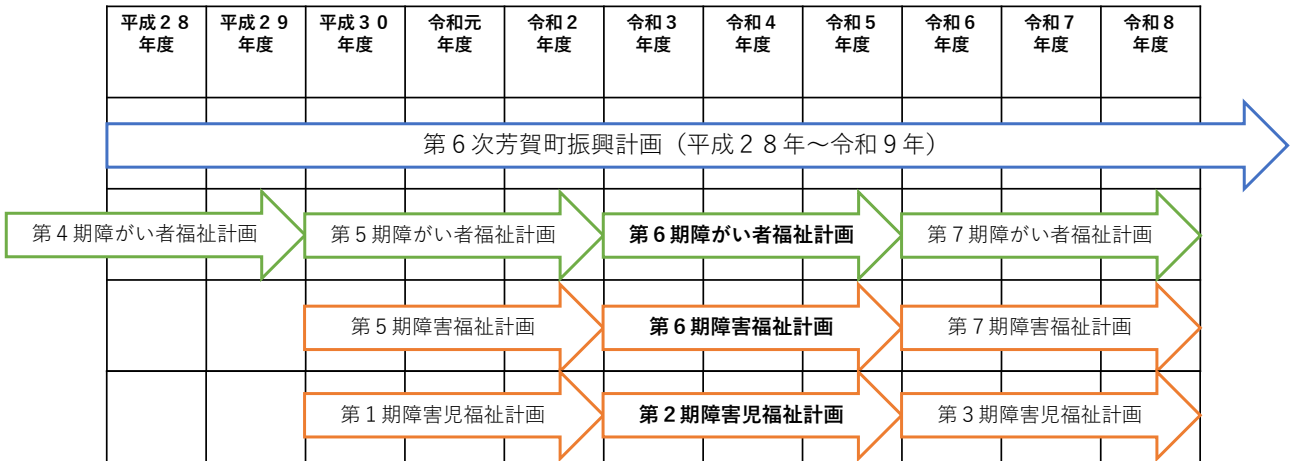 平成２８
年度
平成２９
年度
平成３０
年度
令和元
年度
令和２
年度
令和３
年度
令和４
年度
令和５
年度
令和６
年度
令和７
年度
令和８
年度
第６次芳賀町振興計画（平成２８年～令和９年）
第４期障がい者福祉計画
第５期障がい者福祉計画
第６期障がい者福祉計画
第７期障がい者福祉計画
第５期障害福祉計画
第６期障害福祉計画
第７期障害福祉計画
第１期障害児福祉計画
第２期障害児福祉計画
第３期障害児福祉計画